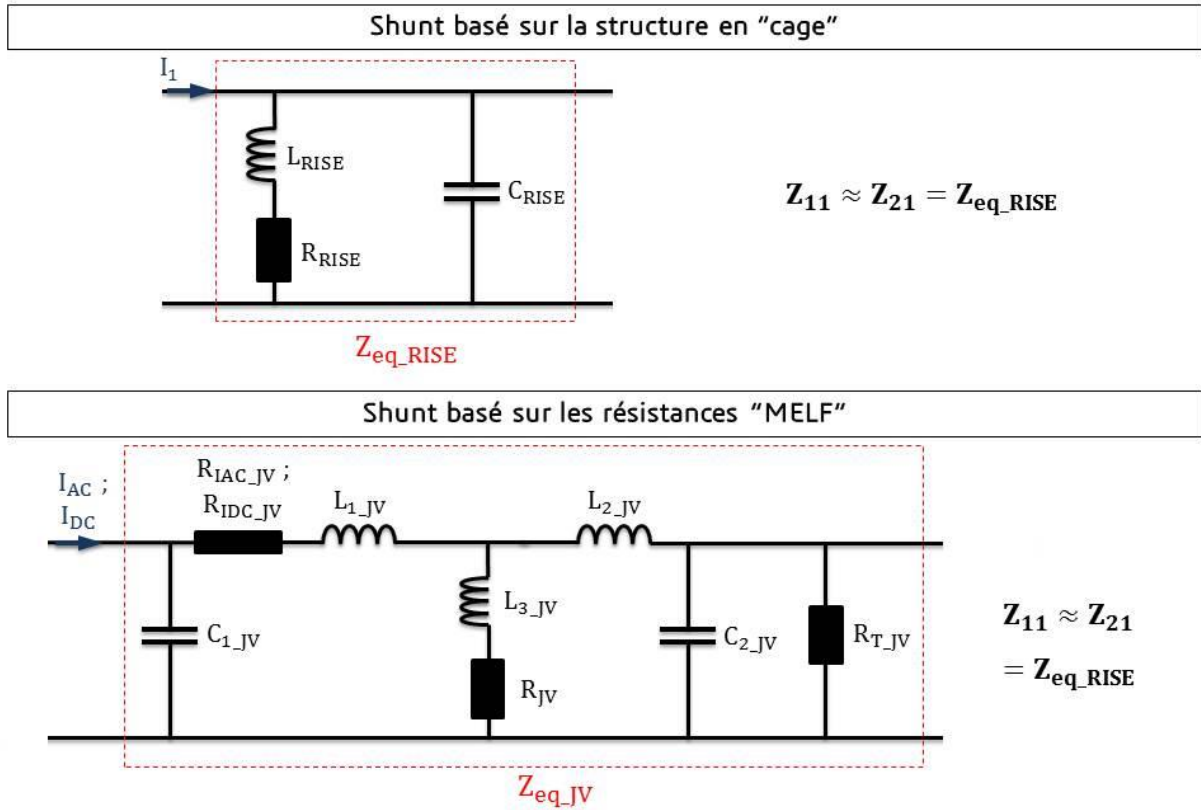 Shunt basé sur la structure en "cage"
I1
LRISE
CRISE
RRISE
Z11 ≈ Z21 = Zeq_RISE
Zeq_RISE
Shunt basé sur les résistances "MELF"
IAC ;
IDC
RIAC_JV ;
RIDC_JV
L1_JV
L2_JV
C1_JV
L3_JV
RJV
C2_JV
RT_JV
Z11 ≈ Z21
= Zeq_RISE
Zeq_JV